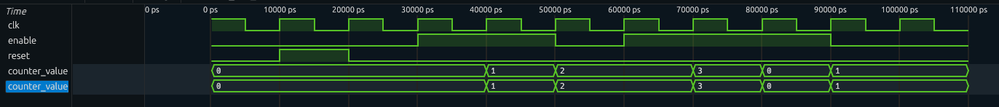 Time 0 ps 0 ps 10000 ps 20000 ps 30000 ps 40000 ps 50000 ps 60000 ps 70000 ps 80000 ps 90000 ps 100000 ps 110000 ps
clk
enable
reset
counter_value 0 1 2 3 0 1
counter_value 0 1 2 3 0 1